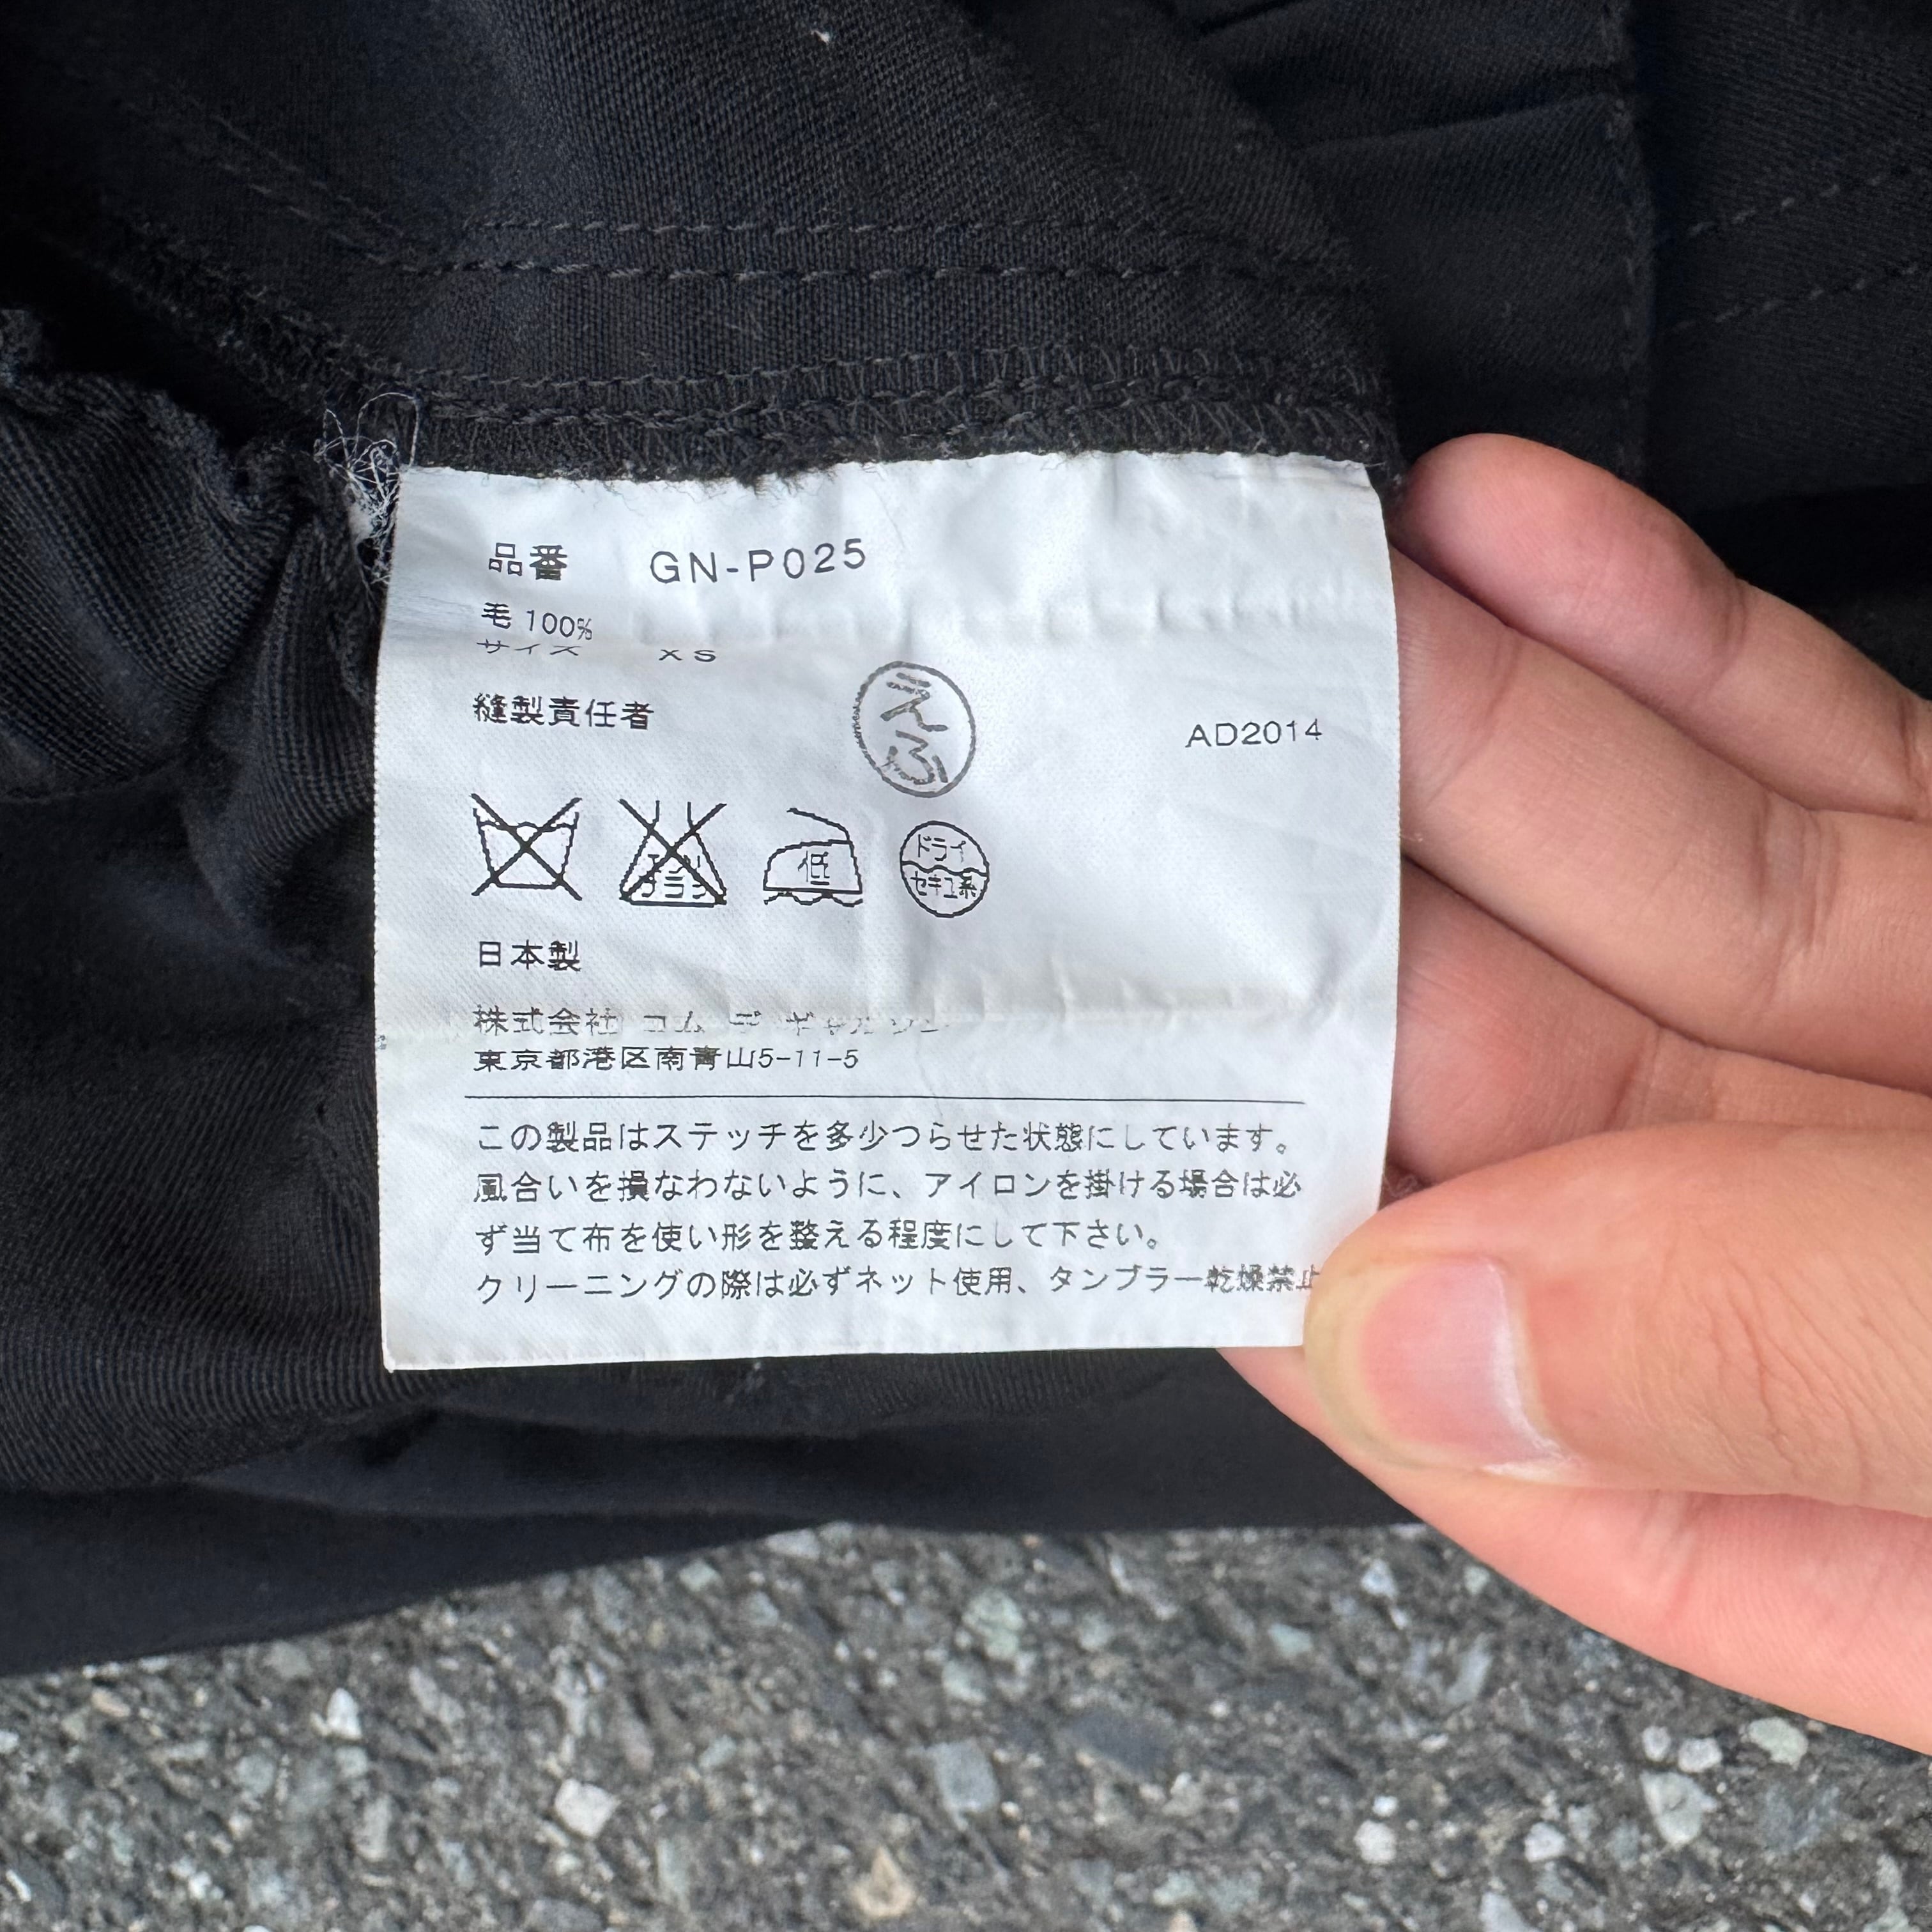 品番 GN-P025
毛 100%
サイズ XS
縫製責任者 えふ AD2014
エンソ サラシ 低 ドライ セキユ系
日本製
株式会社 コム デ ギャルソン
東京都港区南青山5-11-5
この製品はステッチを多少つらせた状態にしています。
風合いを損なわないように、アイロンを掛ける場合は必
ず当て布を使い形を整える程度にして下さい。
クリーニングの際は必ずネット使用、タンブラー乾燥禁止